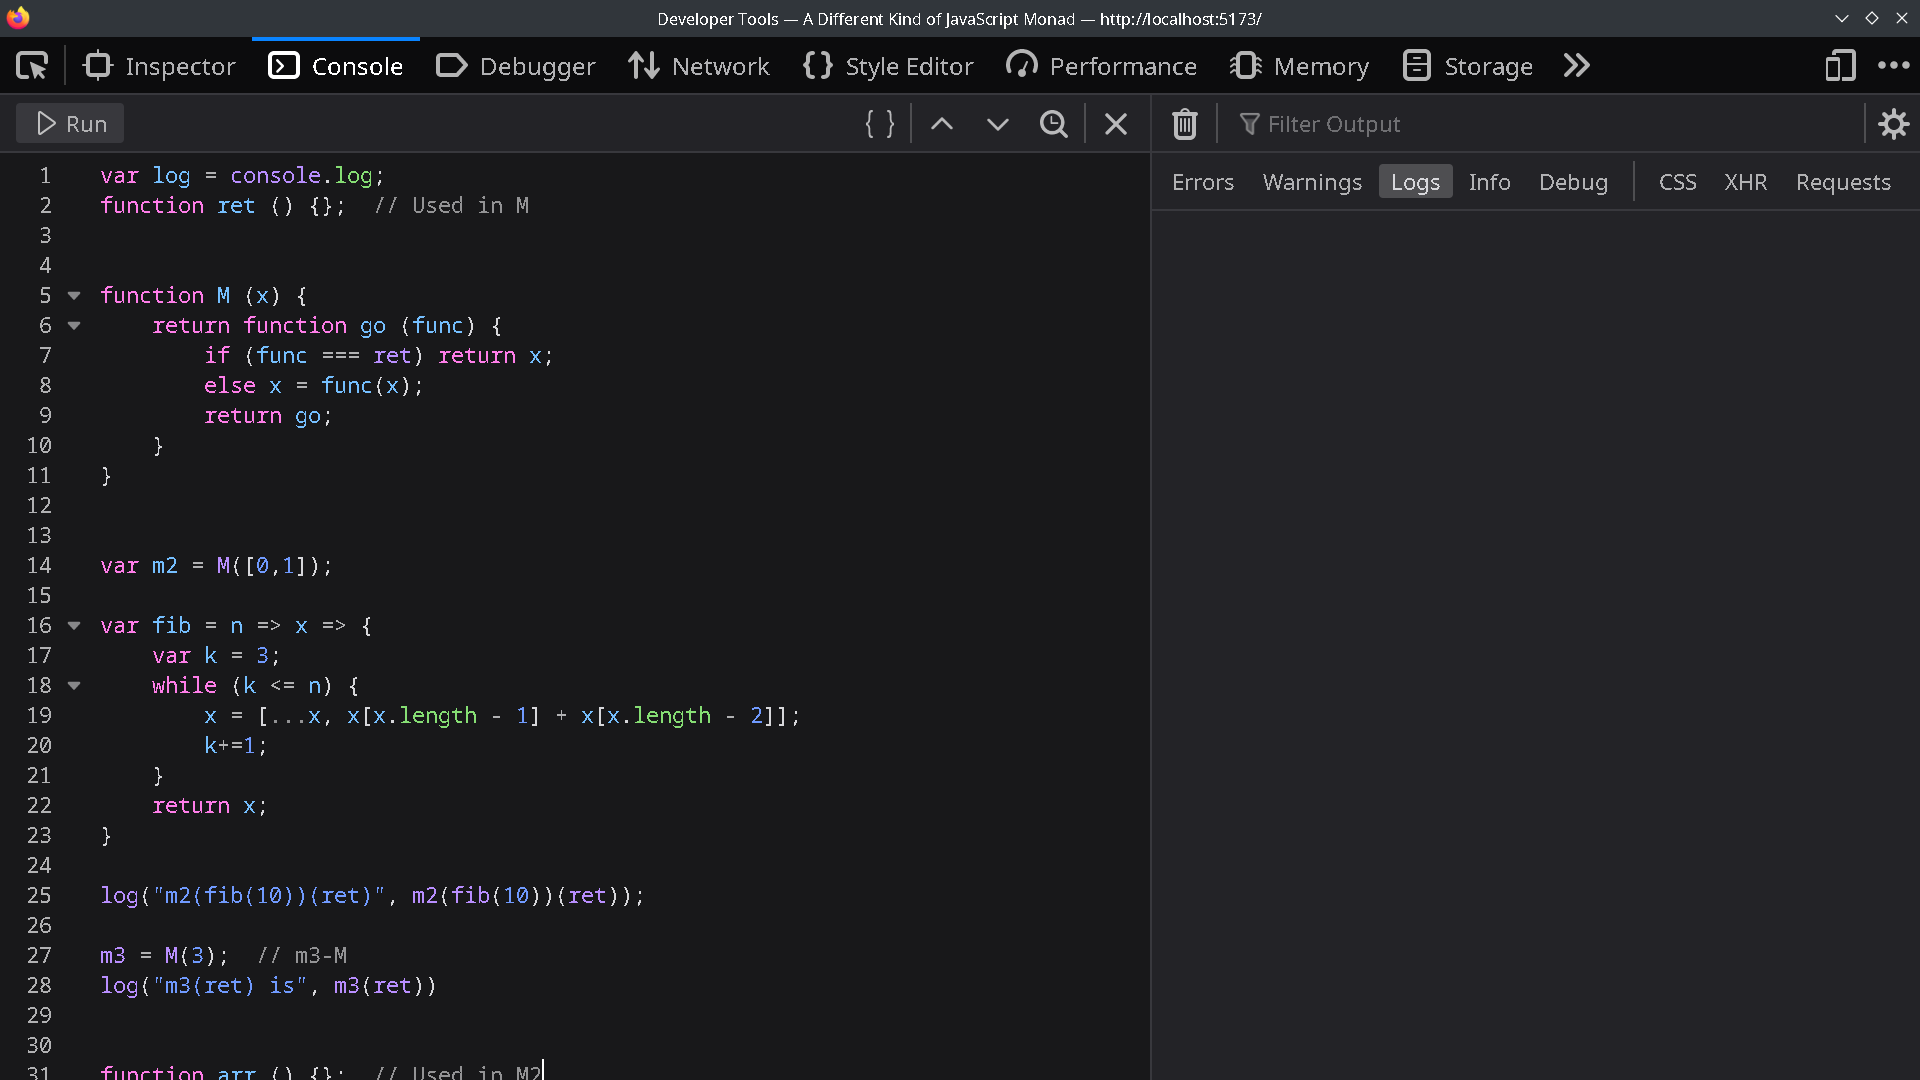 Developer Tools — A Different Kind of JavaScript Monad — http://localhost:5173/
Inspector Console Debugger Network Style Editor Performance Memory Storage
Run { } Filter Output
Errors Warnings Logs Info Debug CSS XHR Requests
1 var log = console.log;
2 function ret () {};  // Used in M
3
4
5 function M (x) {
6     return function go (func) {
7         if (func === ret) return x;
8         else x = func(x);
9         return go;
10     }
11 }
12
13
14 var m2 = M([0,1]);
15
16 var fib = n => x => {
17     var k = 3;
18     while (k <= n) {
19         x = [...x, x[x.length - 1] + x[x.length - 2]];
20         k+=1;
21     }
22     return x;
23 }
24
25 log("m2(fib(10))(ret)", m2(fib(10))(ret));
26
27 m3 = M(3);  // m3-M
28 log("m3(ret) is", m3(ret))
29
30
31 function arr () {};  // Used in M2